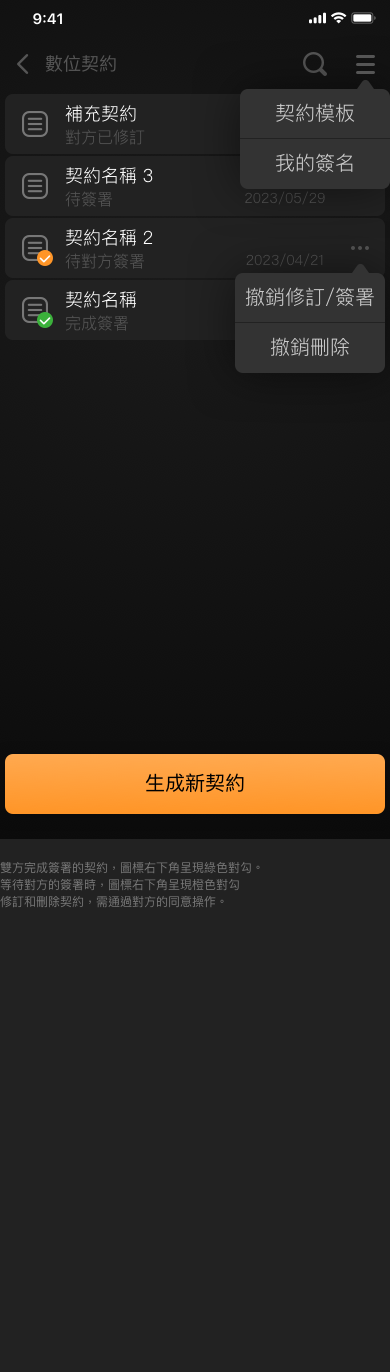 9:41
數位契約
契約模板
我的簽名
補充契約
對方已修訂
契約名稱 3
待簽署
2023/05/29
契約名稱 2
待對方簽署
2023/04/21
撤銷修訂/簽署
撤銷刪除
契約名稱
完成簽署
生成新契約
雙方完成簽署的契約，圖標右下角呈現綠色對勾。
等待對方的簽署時，圖標右下角呈現橙色對勾
修訂和刪除契約，需通過對方的同意操作。